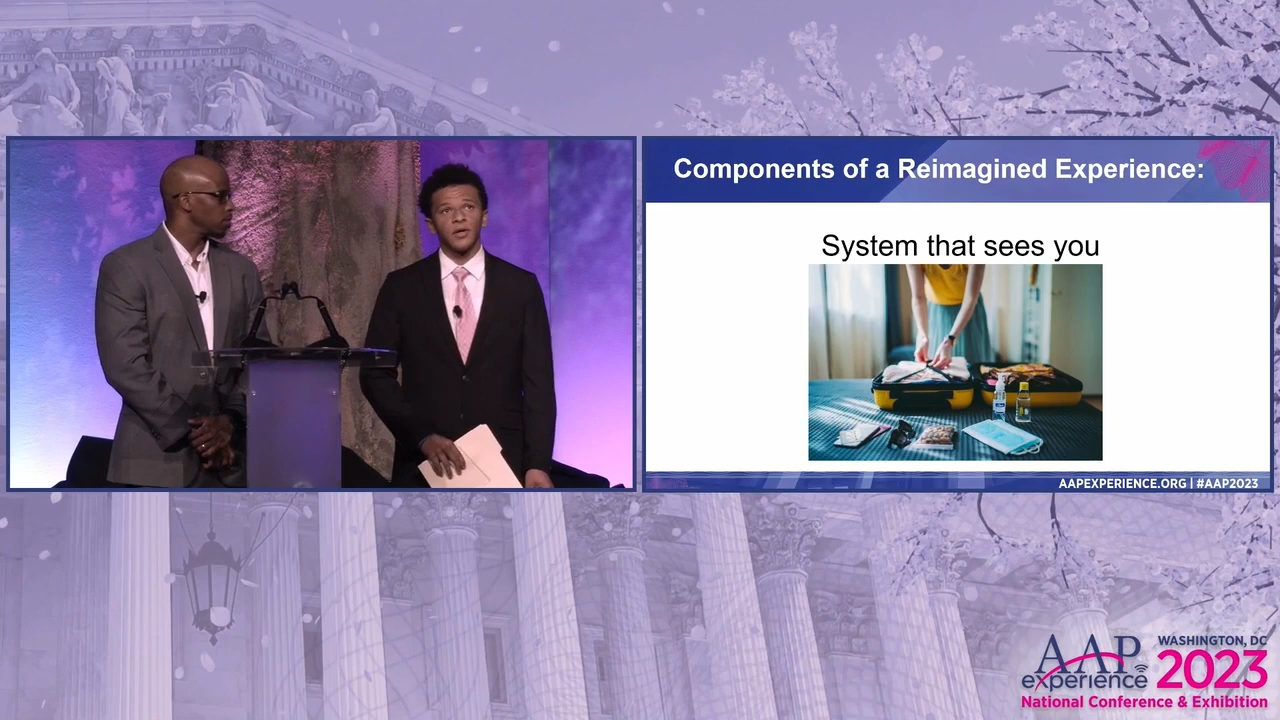 Components of a Reimagined Experience:
System that sees you
AAPEXPERIENCE.ORG | #AAP2023
AAP
experience
WASHINGTON, DC
2023
National Conference & Exhibition